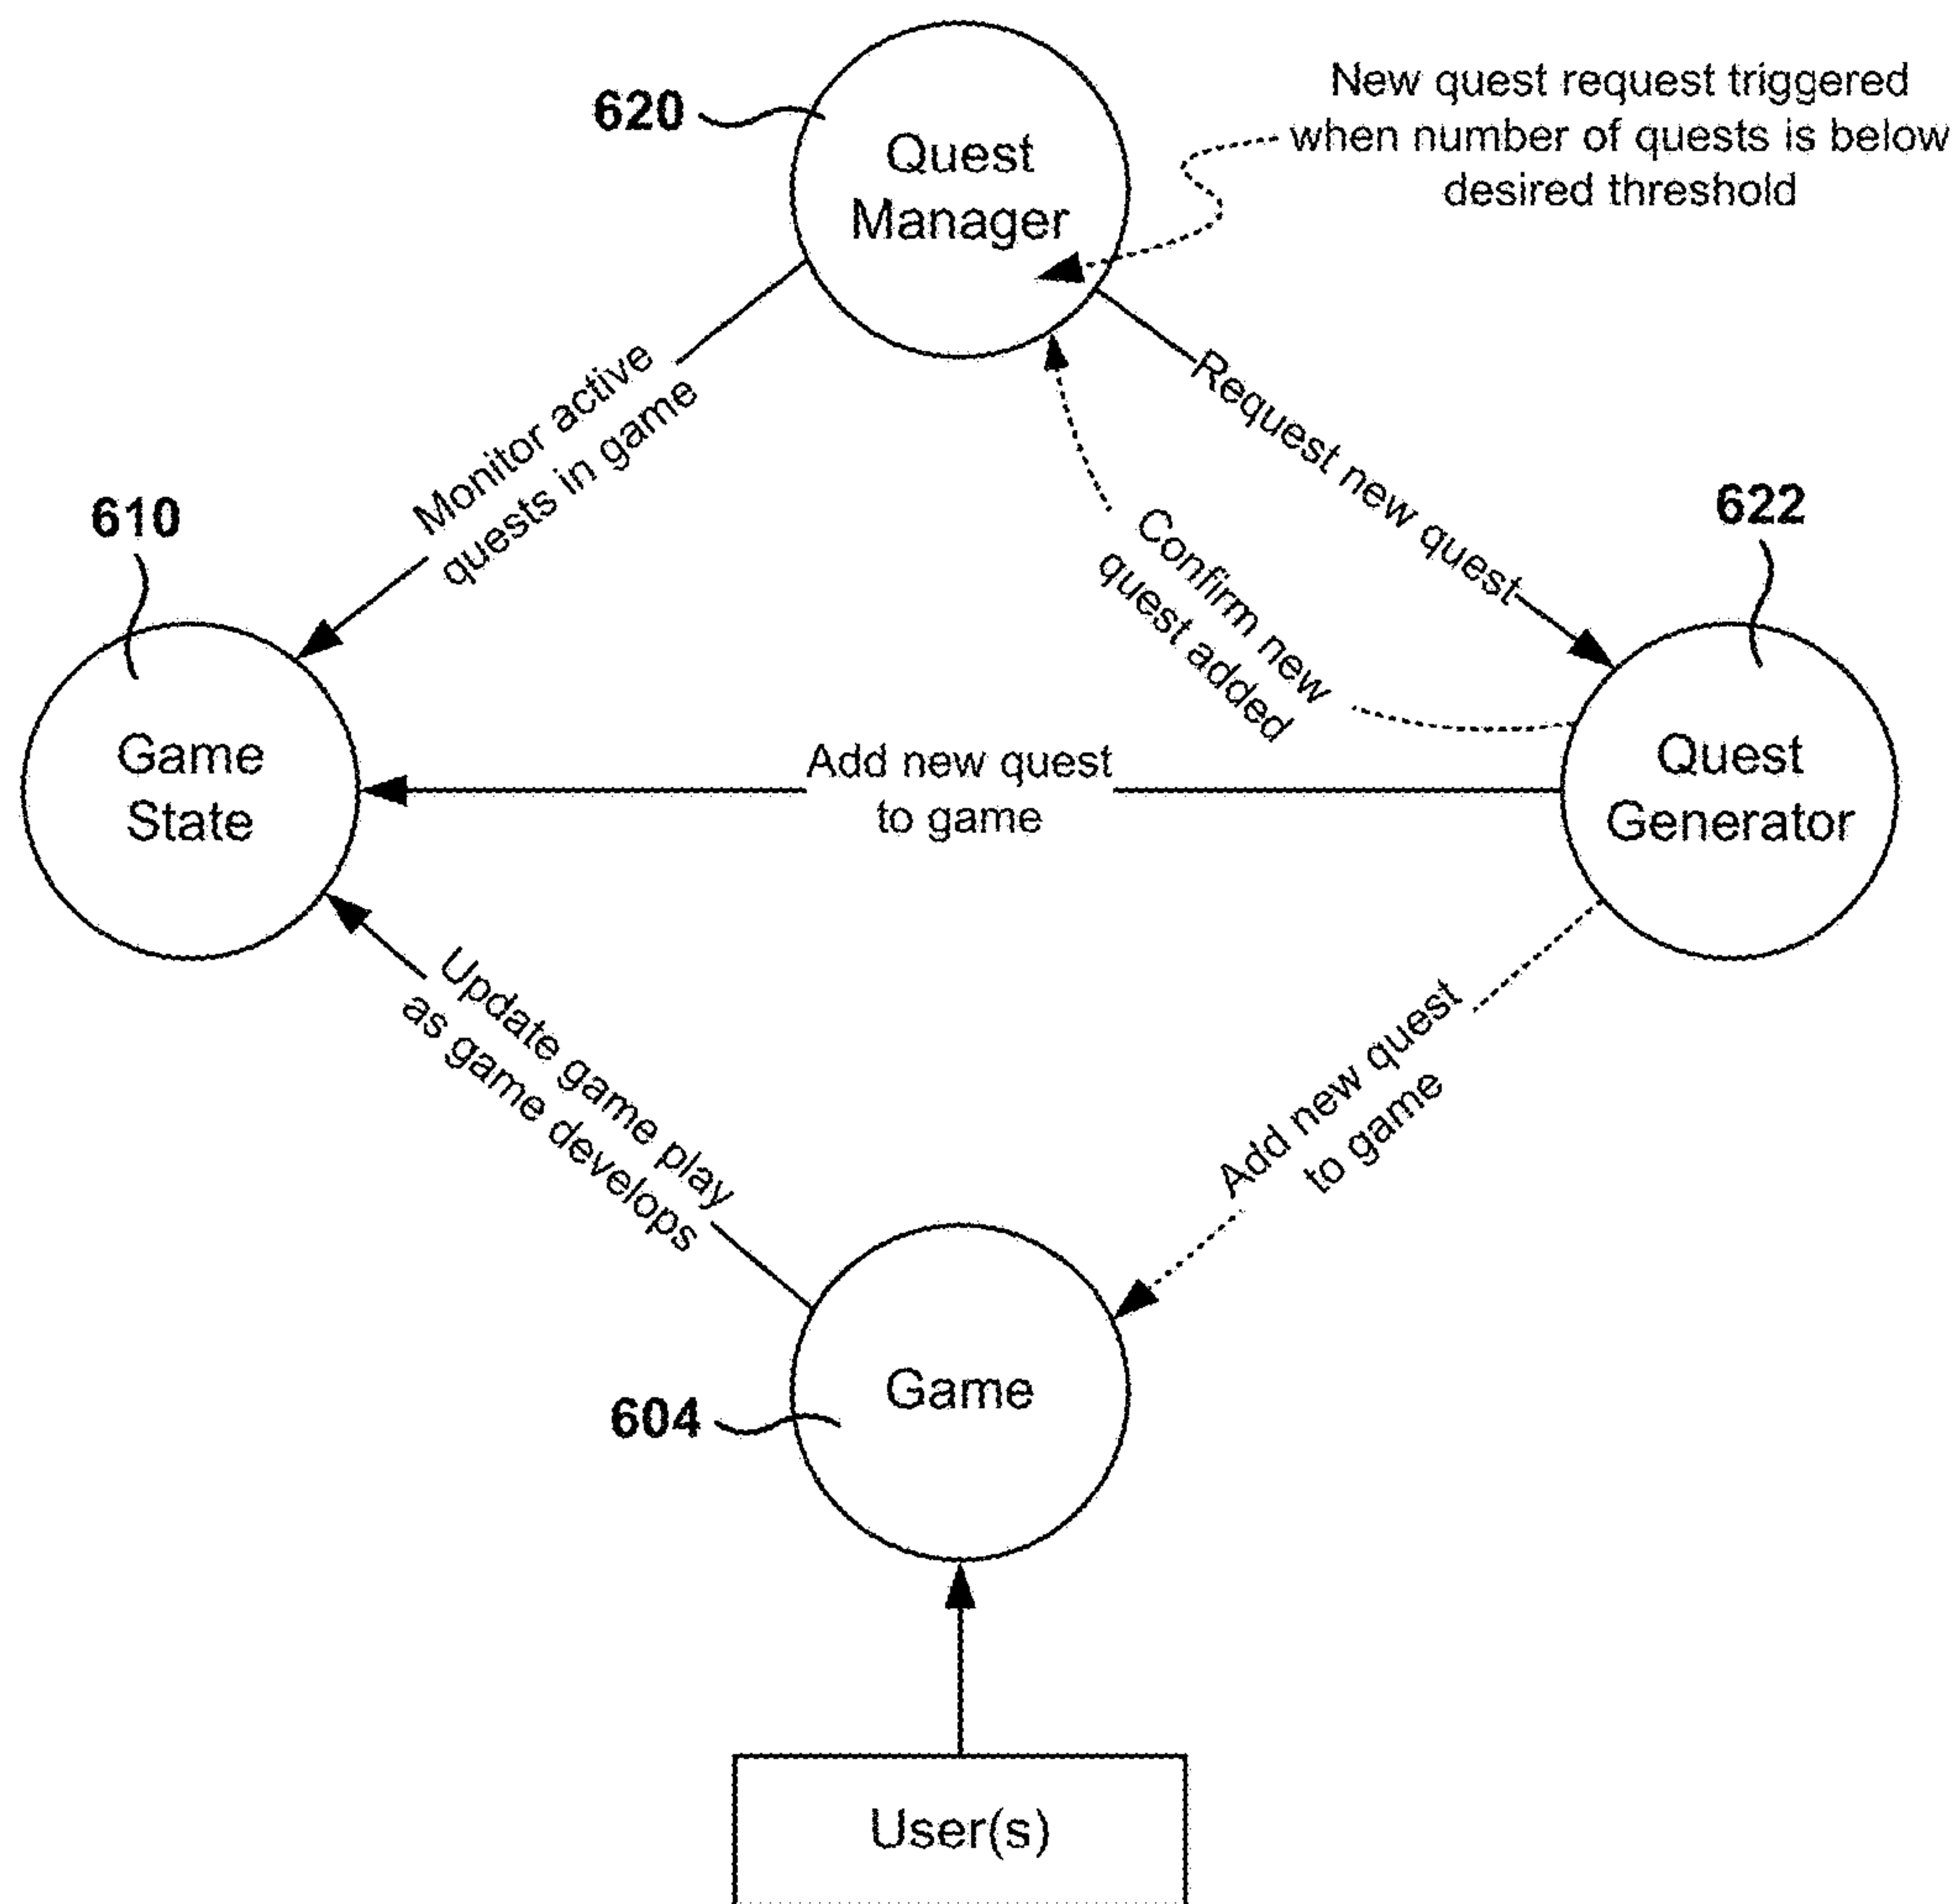 620
Quest
Manager
New quest request triggered
when number of quests is below
desired threshold
Monitor active
quests in game
Request new quest
Confirm new
quest added
610
622
Game
State
Add new quest
to game
Quest
Generator
Update game play
as game develops
Add new quest
to game
604
Game
User(s)